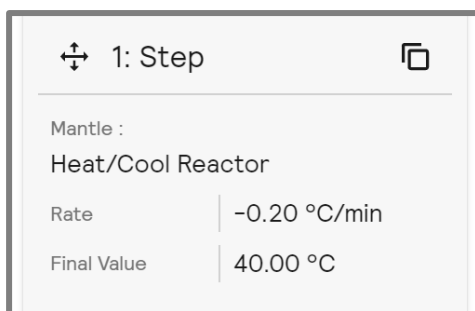 1: Step
Mantle :
Heat/Cool Reactor
Rate -0.20 °C/min
Final Value 40.00 °C